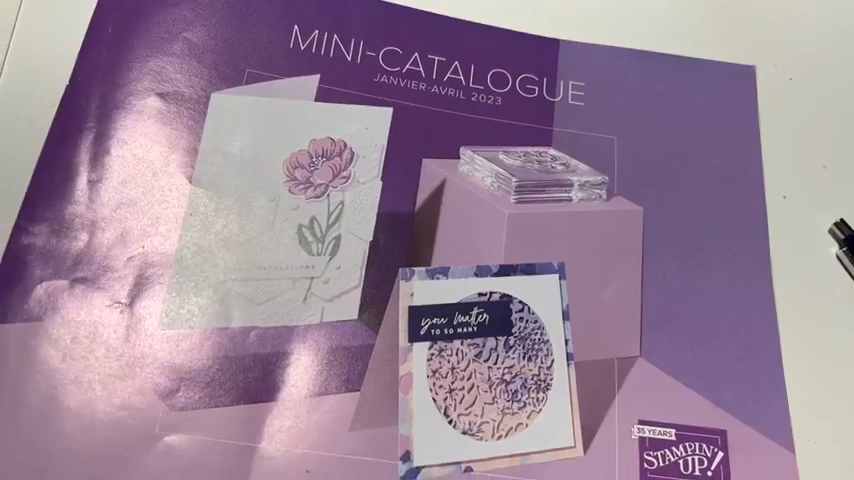 MINI-CATALOGUE
JANVIER-AVRIL 2023
you matter
TO SO MANY
35 YEARS
STAMPIN'
UP!